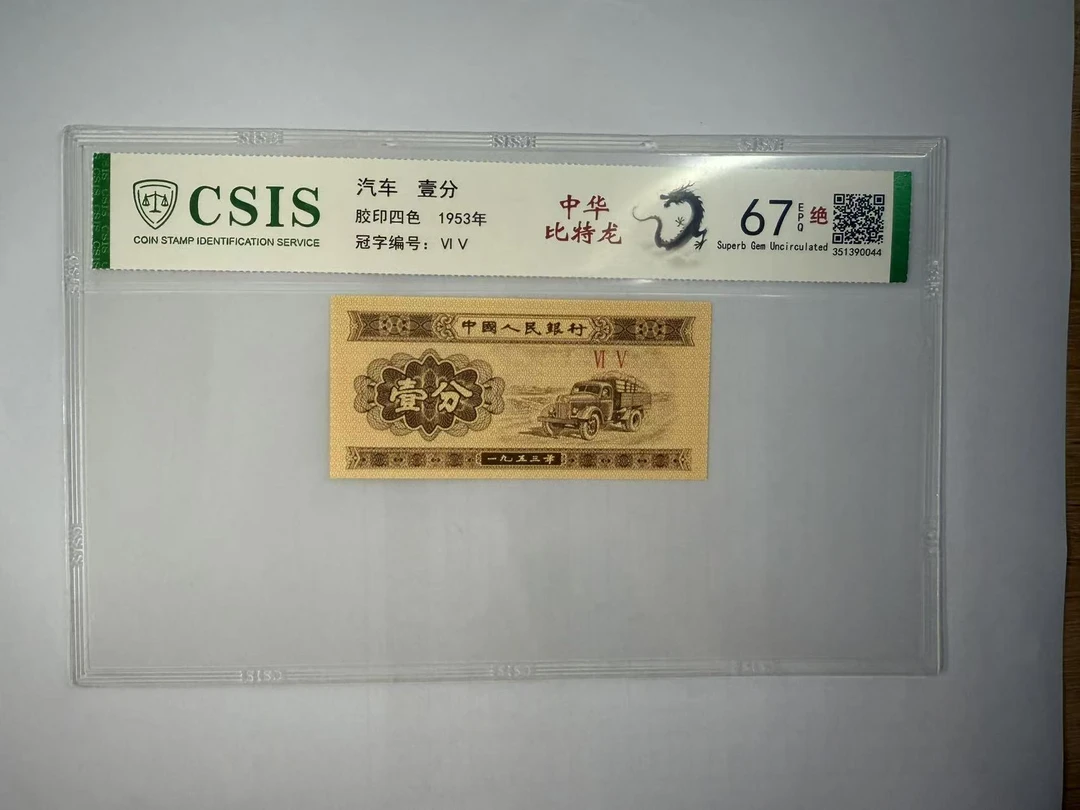 CSIS
COIN STAMP IDENTIFICATION SERVICE
汽车 壹分
胶印四色 1953年
冠字编号: VI V
中华
比特龙
67 EPQ 绝
Superb Gem Uncirculated
351390044
中國人民銀行
VI V
壹分
一九五三年